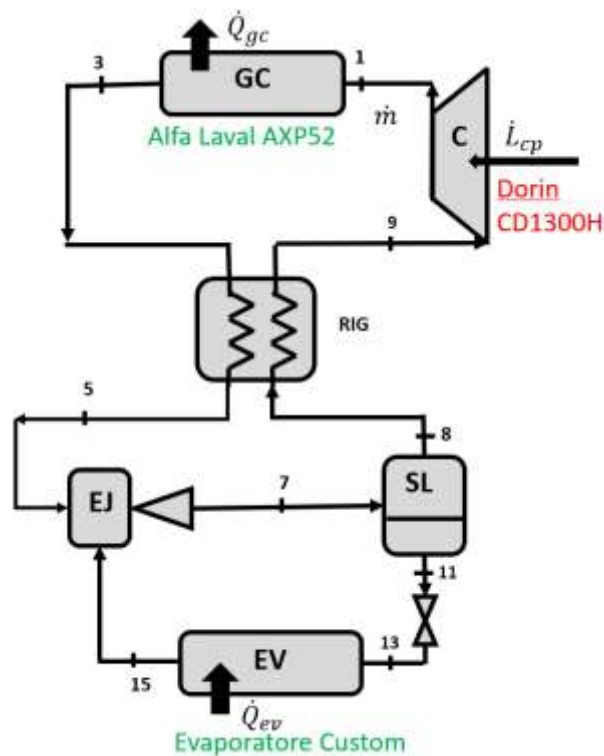 Q̇gc
3
GC
1
Alfa Laval AXP52
ṁ
C
L̇cp
Dorin
CD1300H
9
RIG
5
8
EJ
7
SL
11
EV
13
15
Q̇ev
Evaporatore Custom